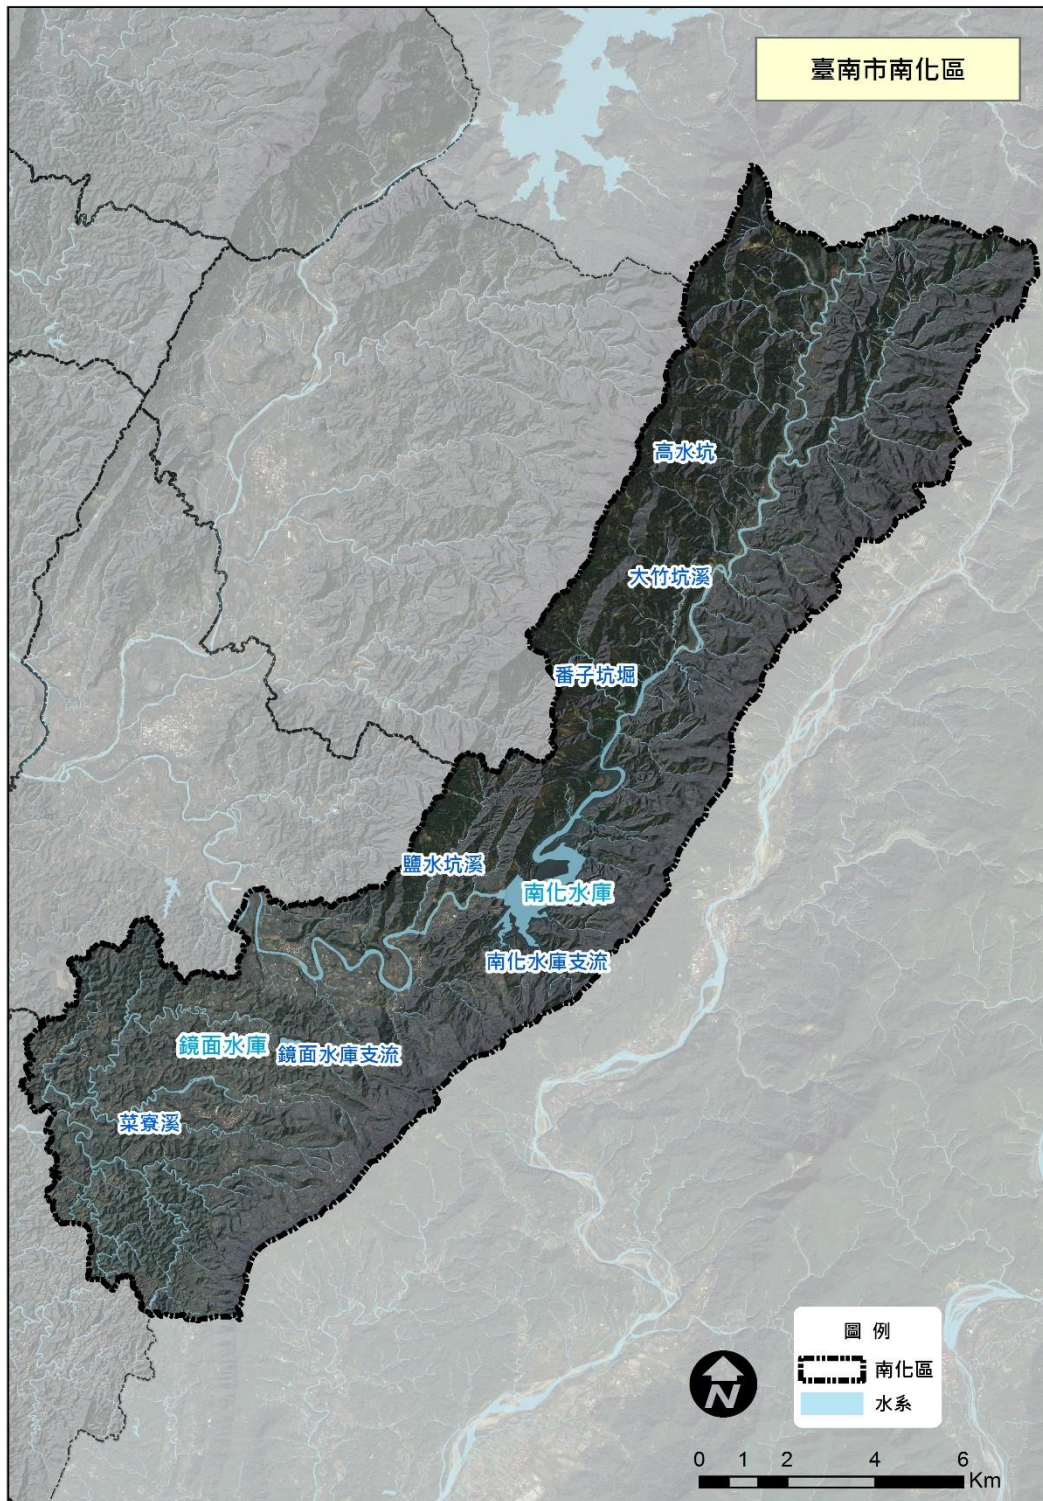 臺南市南化區
高水坑
大竹坑溪
番子坑堀
鹽水坑溪
南化水庫
南化水庫支流
鏡面水庫
鏡面水庫支流
菜寮溪
圖 例
南化區
水系
N
0 1 2 4 6
Km